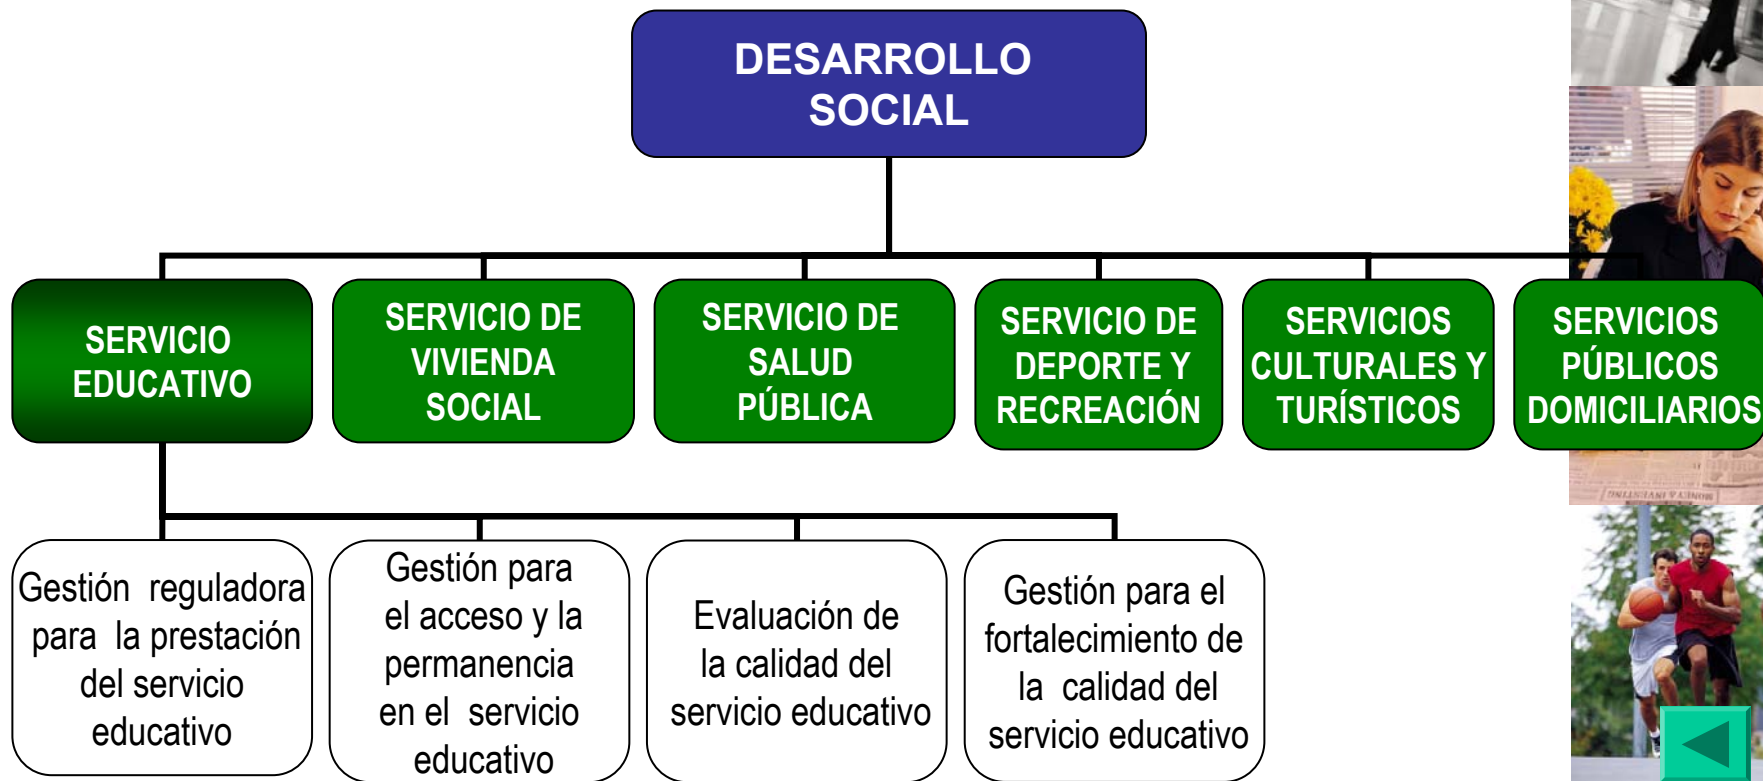 DESARROLLO
SOCIAL
SERVICIO
EDUCATIVO
SERVICIO DE
VIVIENDA
SOCIAL
SERVICIO DE
SALUD
PÚBLICA
SERVICIO DE
DEPORTE Y
RECREACIÓN
SERVICIOS
CULTURALES Y
TURÍSTICOS
SERVICIOS
PÚBLICOS
DOMICILIARIOS
Gestión reguladora
para la prestación
del servicio
educativo
Gestión para
el acceso y la
permanencia
en el servicio
educativo
Evaluación de
la calidad del
servicio educativo
Gestión para el
fortalecimiento de
la calidad del
servicio educativo
MONEY & INVESTING